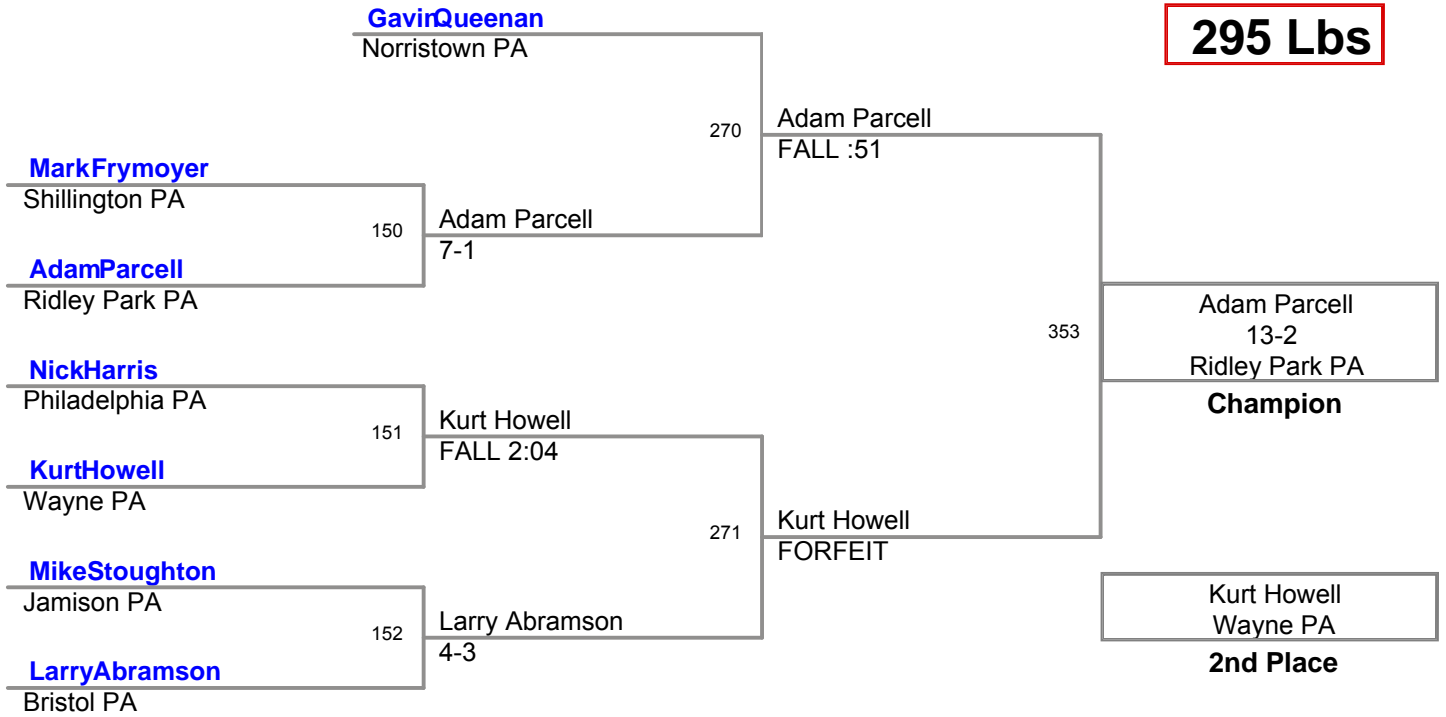 GavinQueenan
Norristown PA
295 Lbs
270
Adam Parcell
FALL :51
MarkFrymoyer
Shillington PA
150
Adam Parcell
7-1
AdamParcell
Ridley Park PA
353
Adam Parcell
13-2
Ridley Park PA
Champion
NickHarris
Philadelphia PA
151
Kurt Howell
FALL 2:04
KurtHowell
Wayne PA
271
Kurt Howell
FORFEIT
MikeStoughton
Jamison PA
152
Larry Abramson
4-3
LarryAbramson
Bristol PA
Kurt Howell
Wayne PA
2nd Place